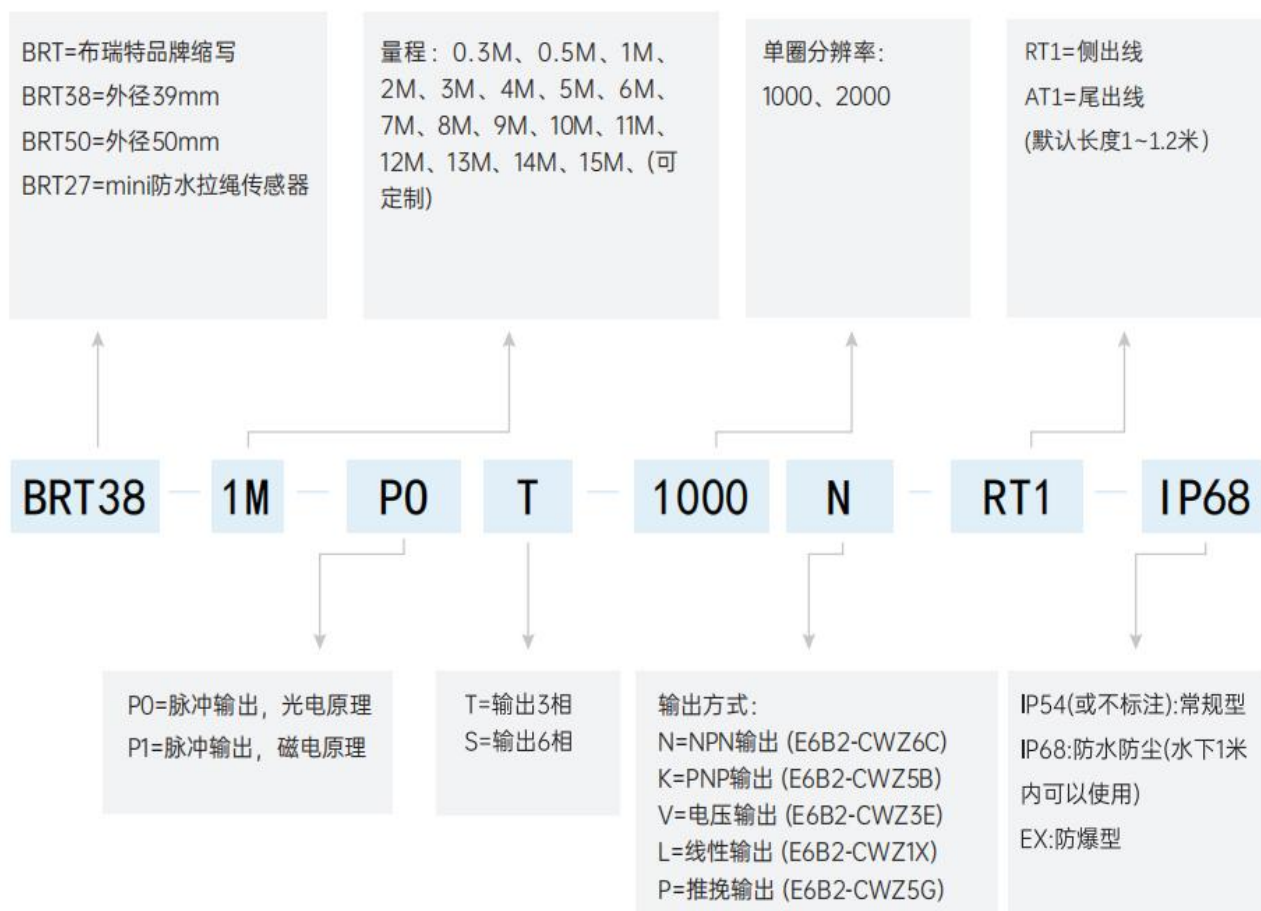 BRT=布瑞特品牌缩写
BRT38=外径39mm
BRT50=外径50mm
BRT27=mini防水拉绳传感器
量程：0.3M、0.5M、1M、
2M、3M、4M、5M、6M、
7M、8M、9M、10M、11M、
12M、13M、14M、15M、(可
定制)
单圈分辨率：
1000、2000
RT1=侧出线
AT1=尾出线
(默认长度1~1.2米)
BRT38 — 1M — P0 T — 1000 N — RT1 — IP68
P0=脉冲输出，光电原理
P1=脉冲输出，磁电原理
T=输出3相
S=输出6相
输出方式：
N=NPN输出 (E6B2-CWZ6C)
K=PNP输出 (E6B2-CWZ5B)
V=电压输出 (E6B2-CWZ3E)
L=线性输出 (E6B2-CWZ1X)
P=推挽输出 (E6B2-CWZ5G)
IP54(或不标注):常规型
IP68:防水防尘(水下1米
内可以使用)
EX:防爆型